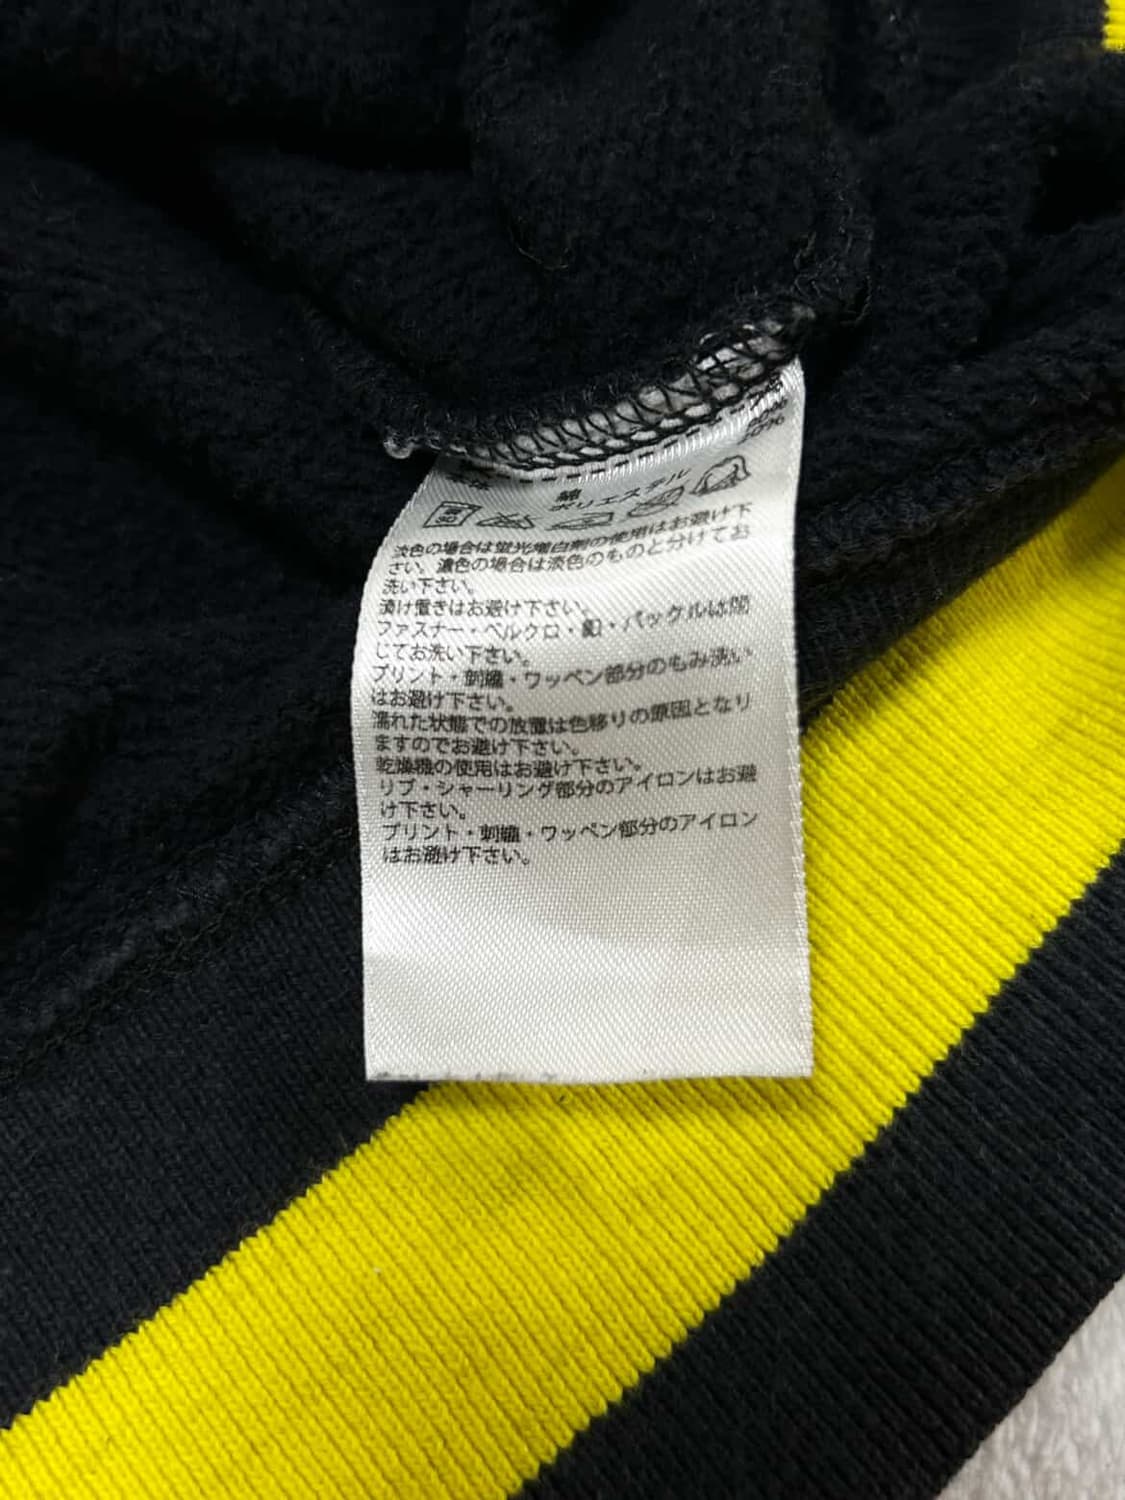 綿
ポリエステル
淡色の場合は蛍光増白剤の使用はお避け下
さい。濃色の場合は淡色のものと分けてお
洗い下さい。
漬け置きはお避け下さい。
ファスナー・ベルクロ・釦・バックルは閉
じてお洗い下さい。
プリント・刺繍・ワッペン部分のもみ洗い
はお避け下さい。
濡れた状態での放置は色移りの原因となり
ますのでお避け下さい。
乾燥機の使用はお避け下さい。
リブ・シャーリング部分のアイロンはお避
け下さい。
プリント・刺繍・ワッペン部分のアイロン
はお避け下さい。